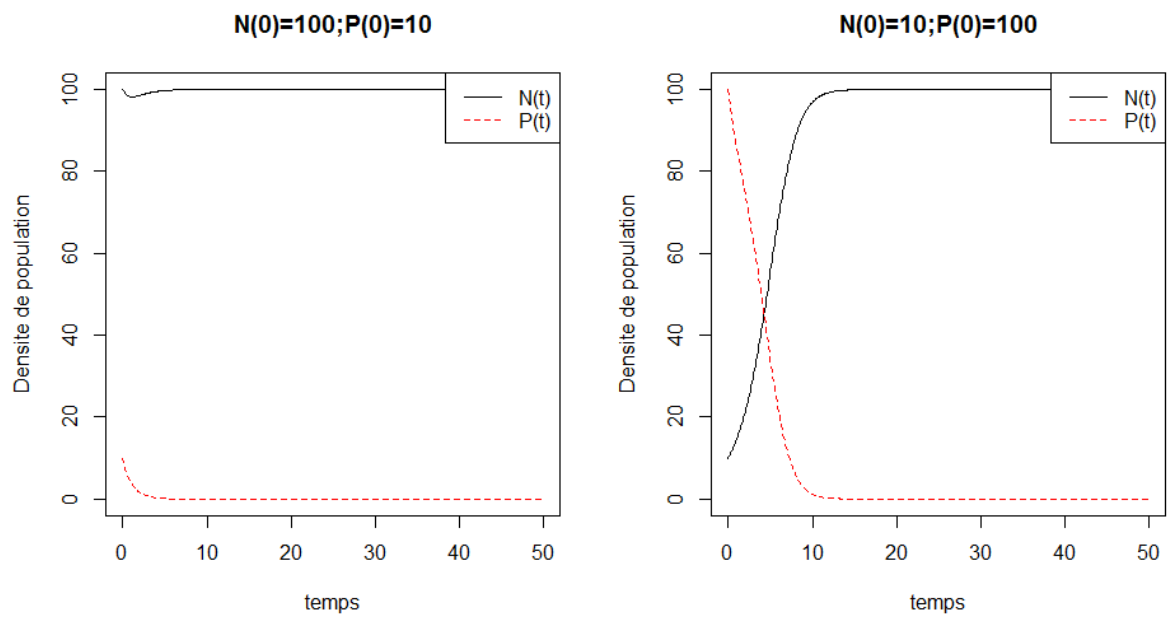 N(0)=100;P(0)=10
N(t)
P(t)
Densite de population
100
80
60
40
20
0
0 10 20 30 40 50
temps
N(0)=10;P(0)=100
N(t)
P(t)
Densite de population
100
80
60
40
20
0
0 10 20 30 40 50
temps